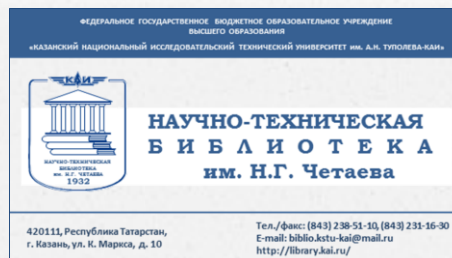 ФЕДЕРАЛЬНОЕ ГОСУДАРСТВЕННОЕ БЮДЖЕТНОЕ ОБРАЗОВАТЕЛЬНОЕ УЧРЕЖДЕНИЕ
ВЫСШЕГО ОБРАЗОВАНИЯ
«КАЗАНСКИЙ НАЦИОНАЛЬНЫЙ ИССЛЕДОВАТЕЛЬСКИЙ ТЕХНИЧЕСКИЙ УНИВЕРСИТЕТ им. А.Н. ТУПОЛЕВА-КАИ»
КАИ
НАУЧНО-ТЕХНИЧЕСКАЯ
БИБЛИОТЕКА
им. Н.Г. ЧЕТАЕВА
1932
НАУЧНО-ТЕХНИЧЕСКАЯ
БИБЛИОТЕКА
им. Н.Г. Четаева
420111, Республика Татарстан,
г. Казань, ул. К. Маркса, д. 10
Тел./факс: (843) 238-51-10, (843) 231-16-30
E-mail: biblio.kstu-kai@mail.ru
http://library.kai.ru/